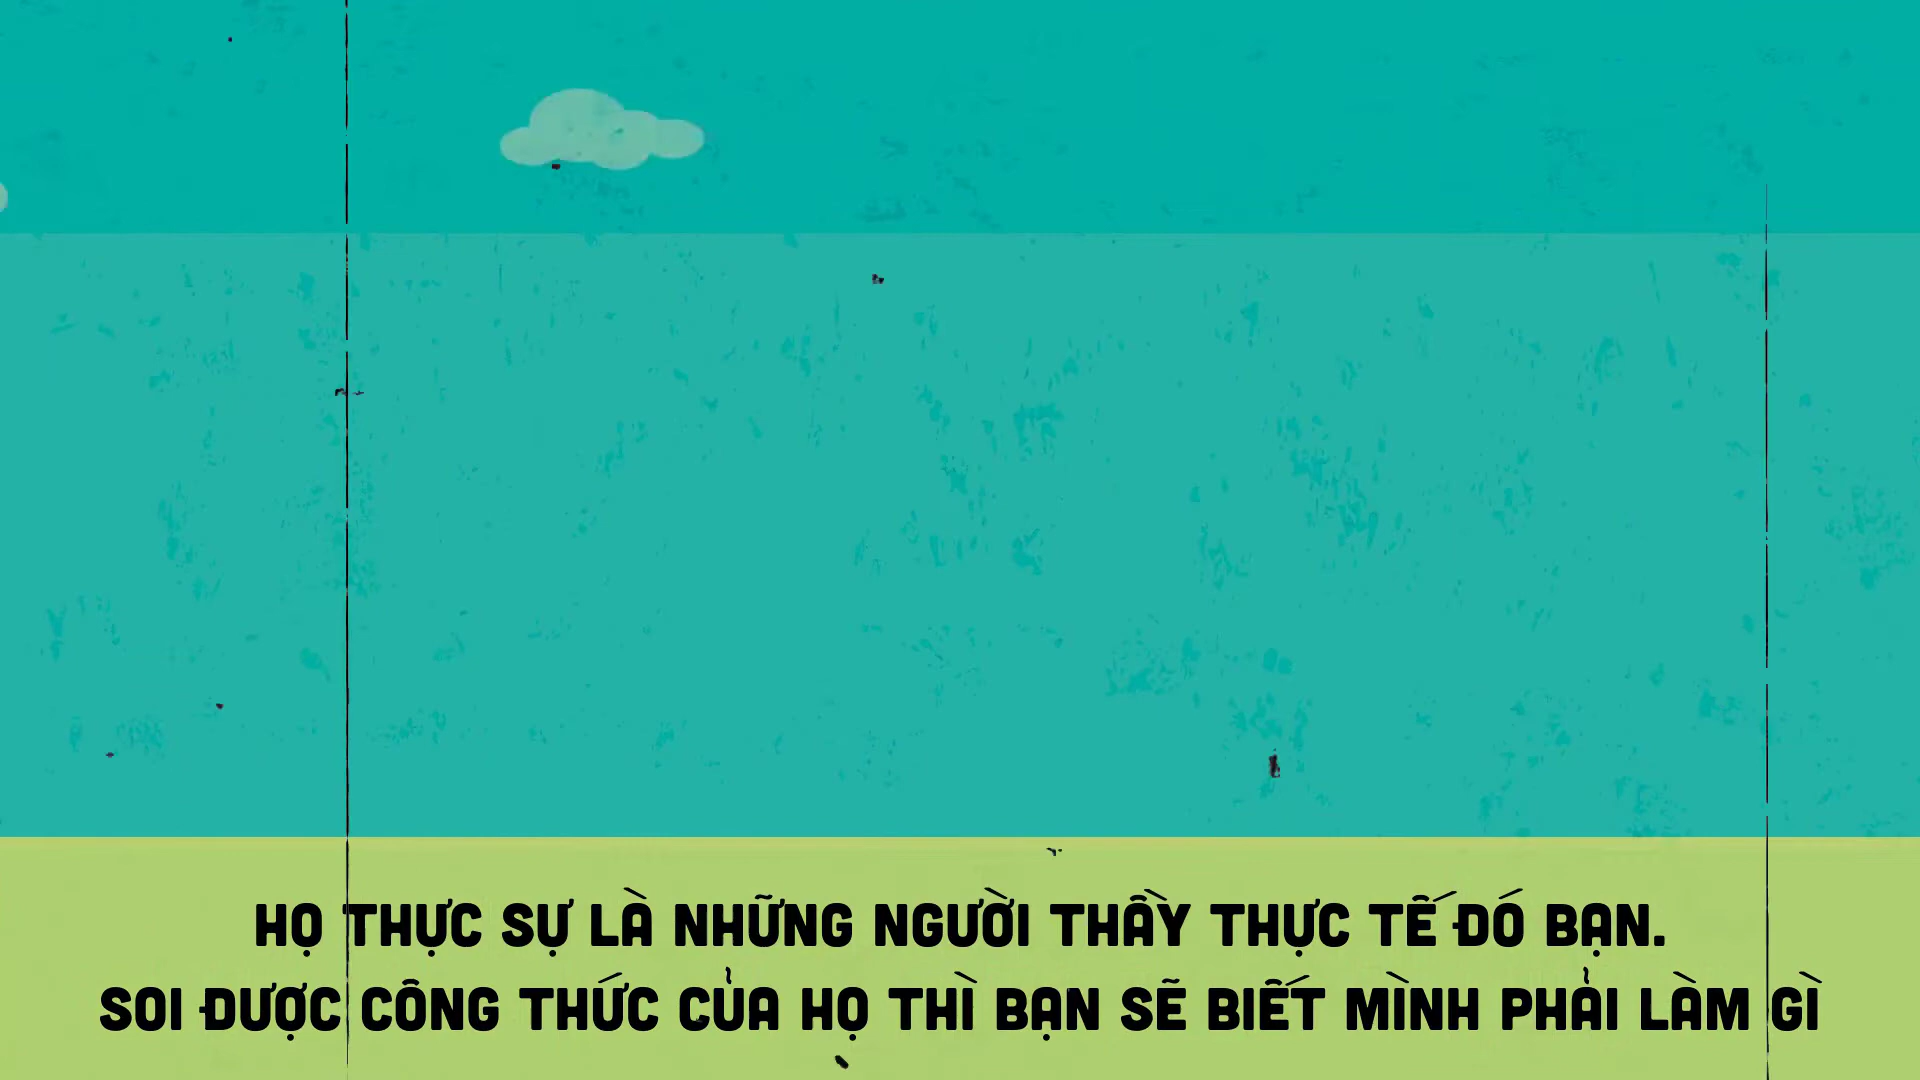 HỌ THỰC SỰ LÀ NHỮNG NGƯỜI THẦY THỰC TẾ ĐÓ BẠN.
SOI ĐƯỢC CÔNG THỨC CỦA HỌ THÌ BẠN SẼ BIẾT MÌNH PHẢI LÀM GÌ